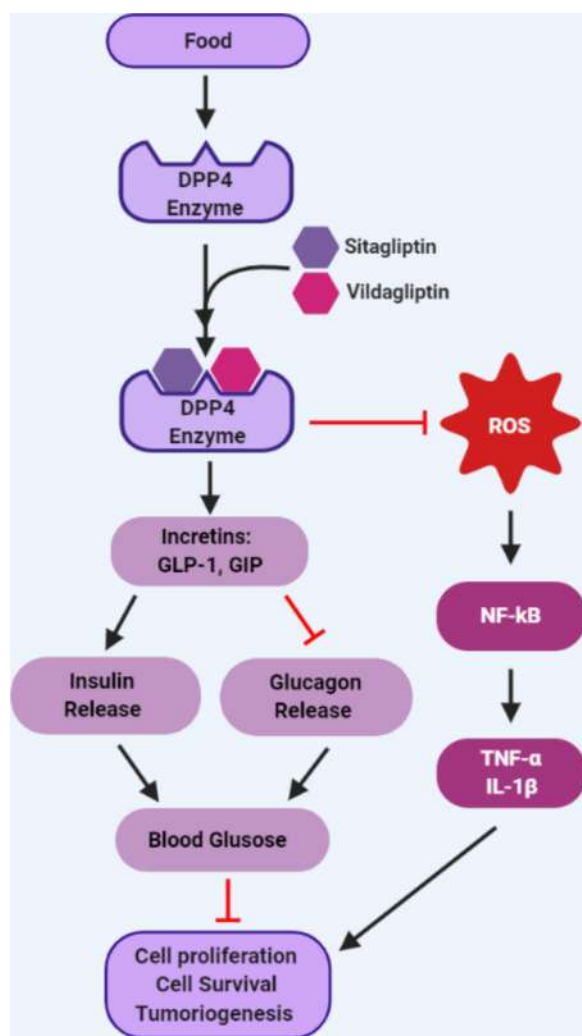 Food
DPP4
Enzyme
Sitagliptin
Vildagliptin
DPP4
Enzyme
ROS
Incretins:
GLP-1, GIP
NF-kB
Insulin
Release
Glucagon
Release
TNF-α
IL-1β
Blood Glusose
Cell proliferation
Cell Survival
Tumoriogenesis